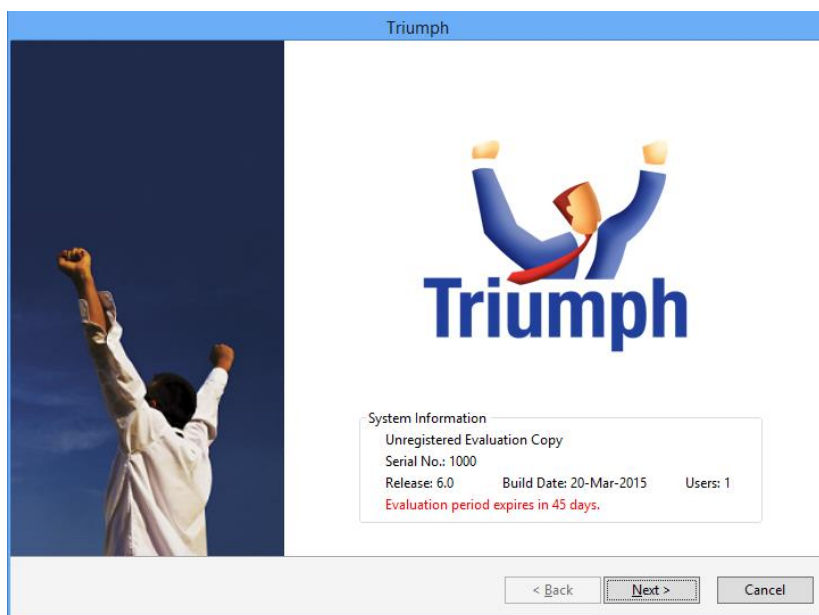 Triumph
Triumph
System Information
Unregistered Evaluation Copy
Serial No.: 1000
Release: 6.0 Build Date: 20-Mar-2015 Users: 1
Evaluation period expires in 45 days.
< Back Next > Cancel